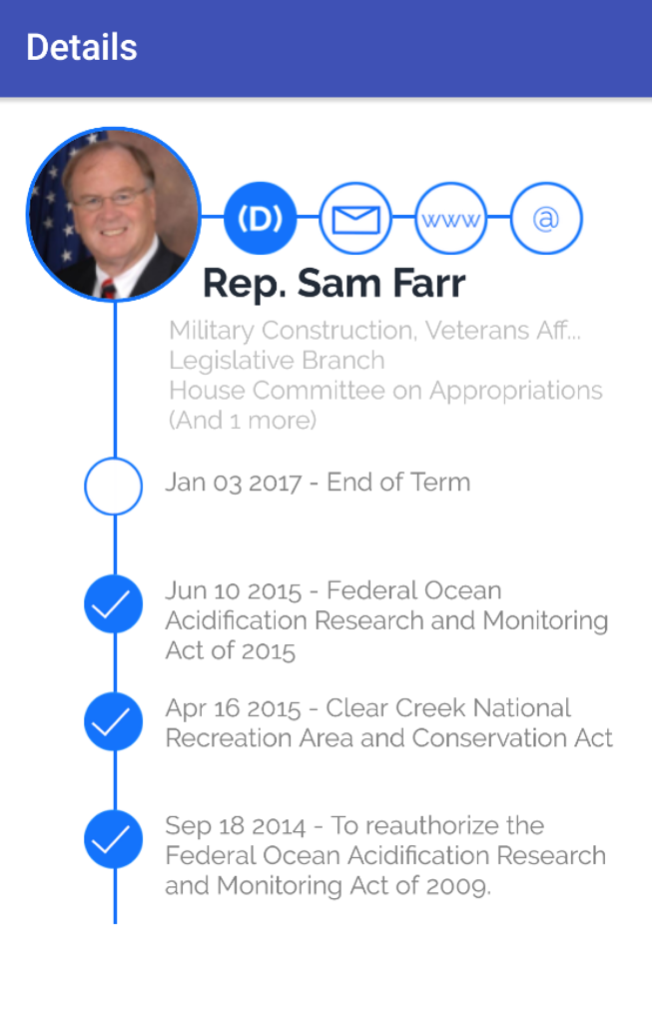 Details
(D) www @
Rep. Sam Farr
Military Construction, Veterans Aff...
Legislative Branch
House Committee on Appropriations
(And 1 more)
Jan 03 2017 - End of Term
Jun 10 2015 - Federal Ocean
Acidification Research and Monitoring
Act of 2015
Apr 16 2015 - Clear Creek National
Recreation Area and Conservation Act
Sep 18 2014 - To reauthorize the
Federal Ocean Acidification Research
and Monitoring Act of 2009.